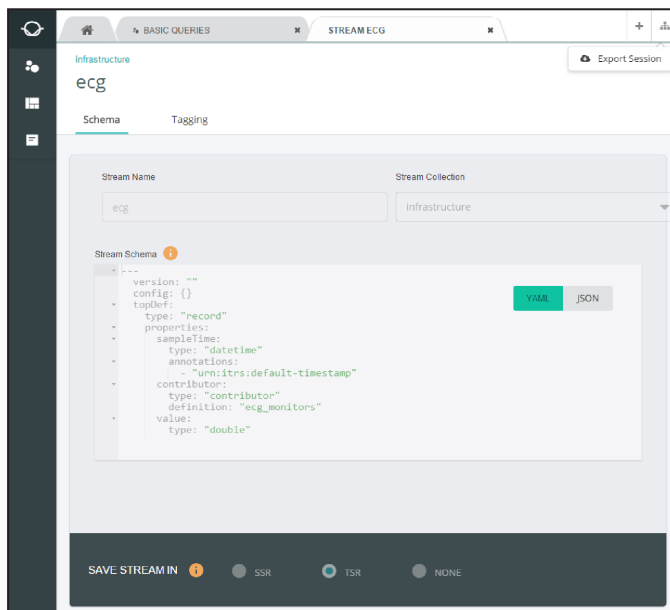 BASIC QUERIES
STREAM ECG
Export Session
Infrastructure
ecg
Schema
Tagging
Stream Name
Stream Collection
ecg
infrastructure
Stream Schema
---
version: ""
config: {}
topDef:
type: "record"
properties:
sampleTime:
type: "datetime"
annotations:
- "urn:itrs:default-timestamp"
contributor:
type: "contributor"
definition: "ecg_monitors"
value:
type: "double"
YAML
JSON
SAVE STREAM IN
SSR
TSR
NONE